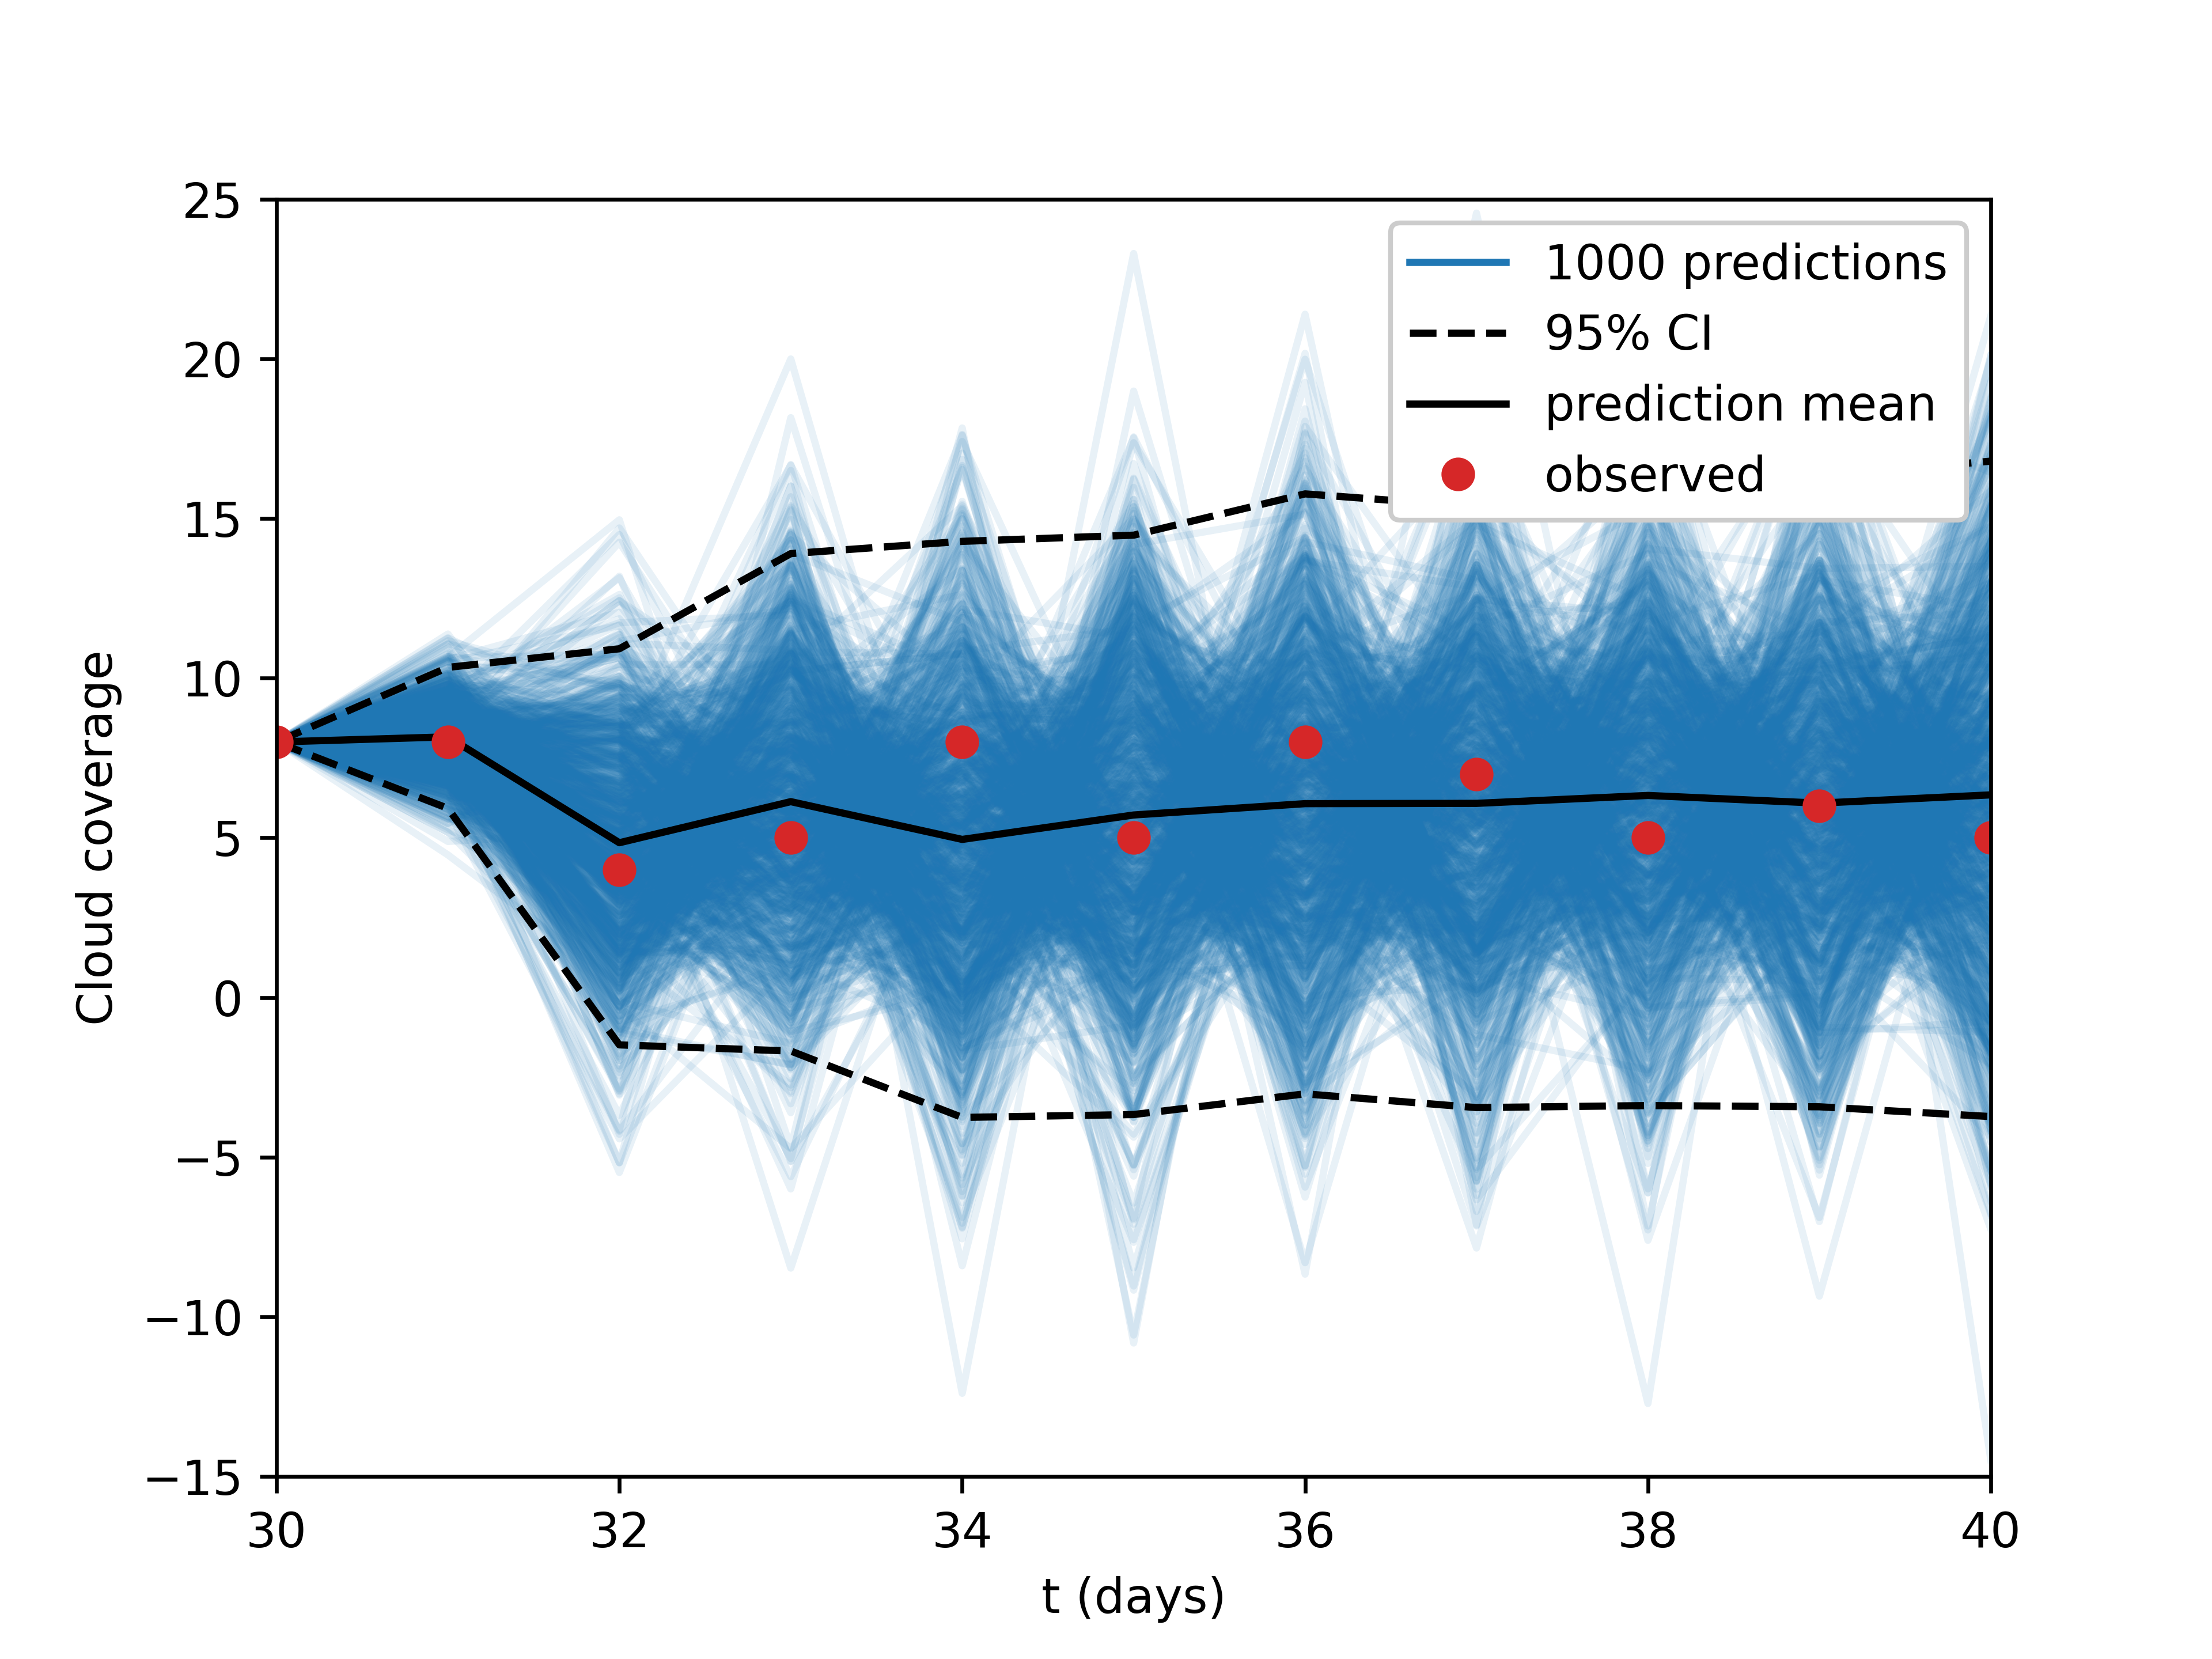 25
20
15
10
5
0
−5
−10
−15
30
32
34
36
38
40
Cloud coverage
t (days)
1000 predictions
95% CI
prediction mean
observed